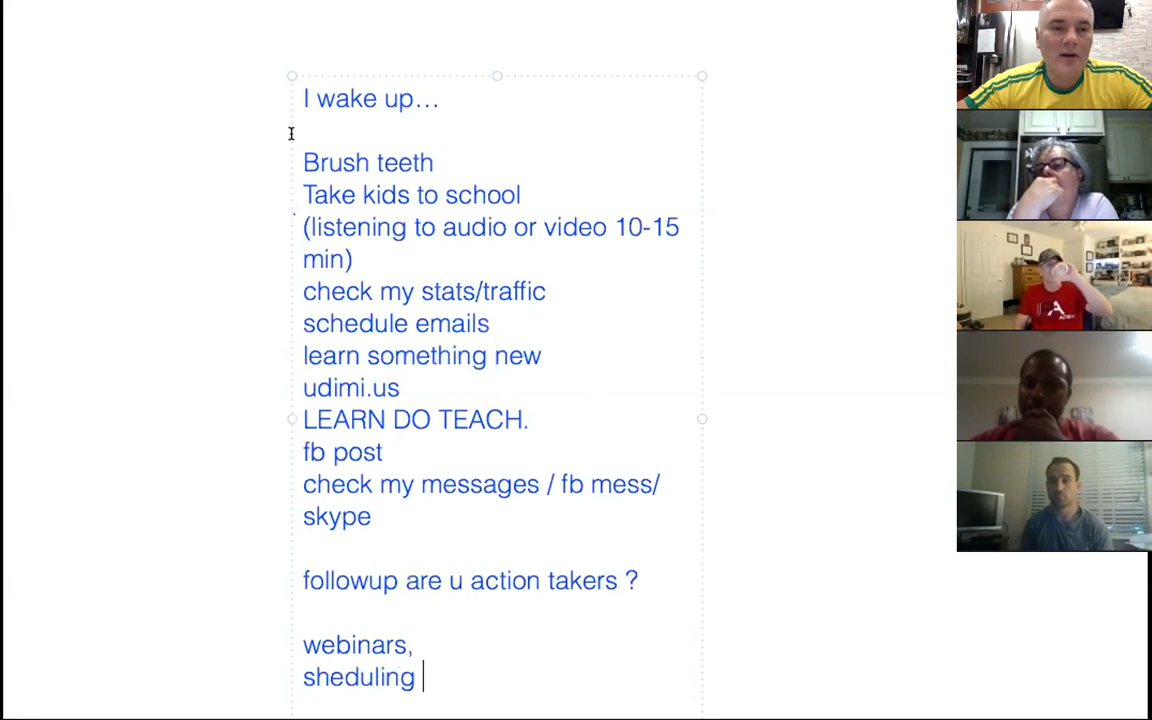 I wake up...
Brush teeth
Take kids to school
(listening to audio or video 10-15
min)
check my stats/traffic
schedule emails
learn something new
udimi.us
LEARN DO TEACH.
fb post
check my messages / fb mess/
skype
followup are u action takers ?
webinars,
sheduling